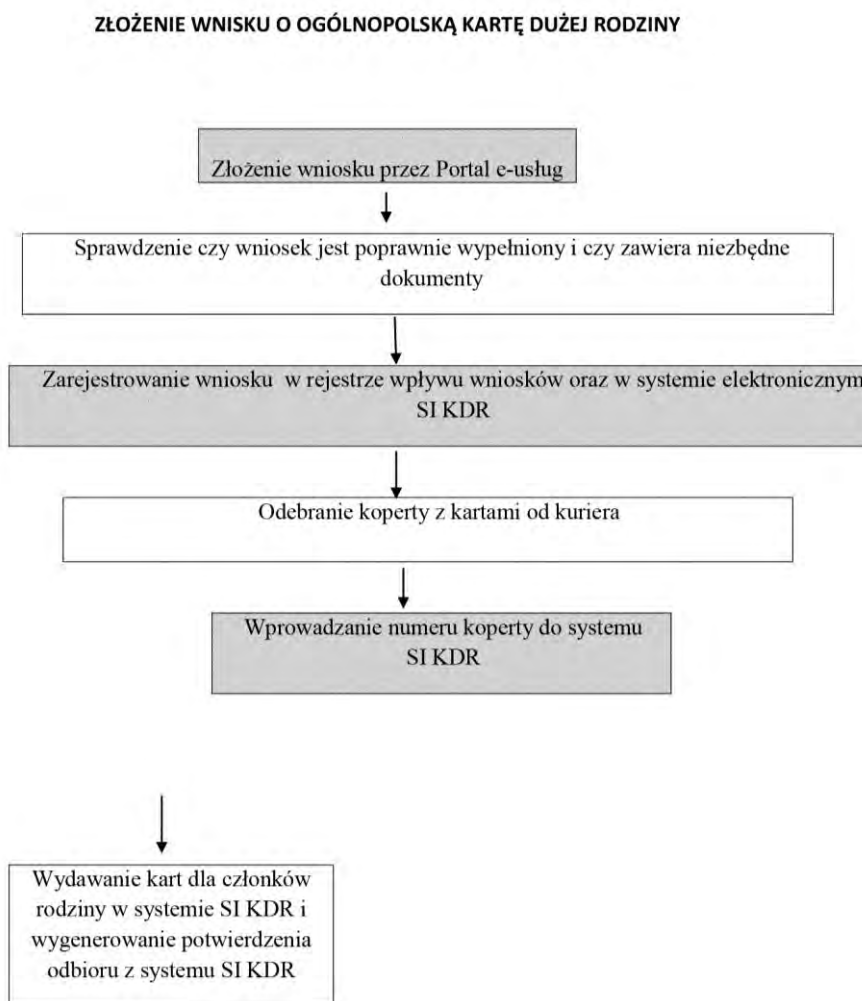 ZŁOŻENIE WNISKU O OGÓLNOPOLSKĄ KARTĘ DUŻEJ RODZINY
Złożenie wniosku przez Portal e-usług
Sprawdzenie czy wniosek jest poprawnie wypełniony i czy zawiera niezbędne
dokumenty
Zarejestrowanie wniosku w rejestrze wpływu wniosków oraz w systemie elektronicznym
SI KDR
Odebranie koperty z kartami od kuriera
Wprowadzanie numeru koperty do systemu
SI KDR
Wydawanie kart dla członków
rodziny w systemie SI KDR i
wygenerowanie potwierdzenia
odbioru z systemu SI KDR